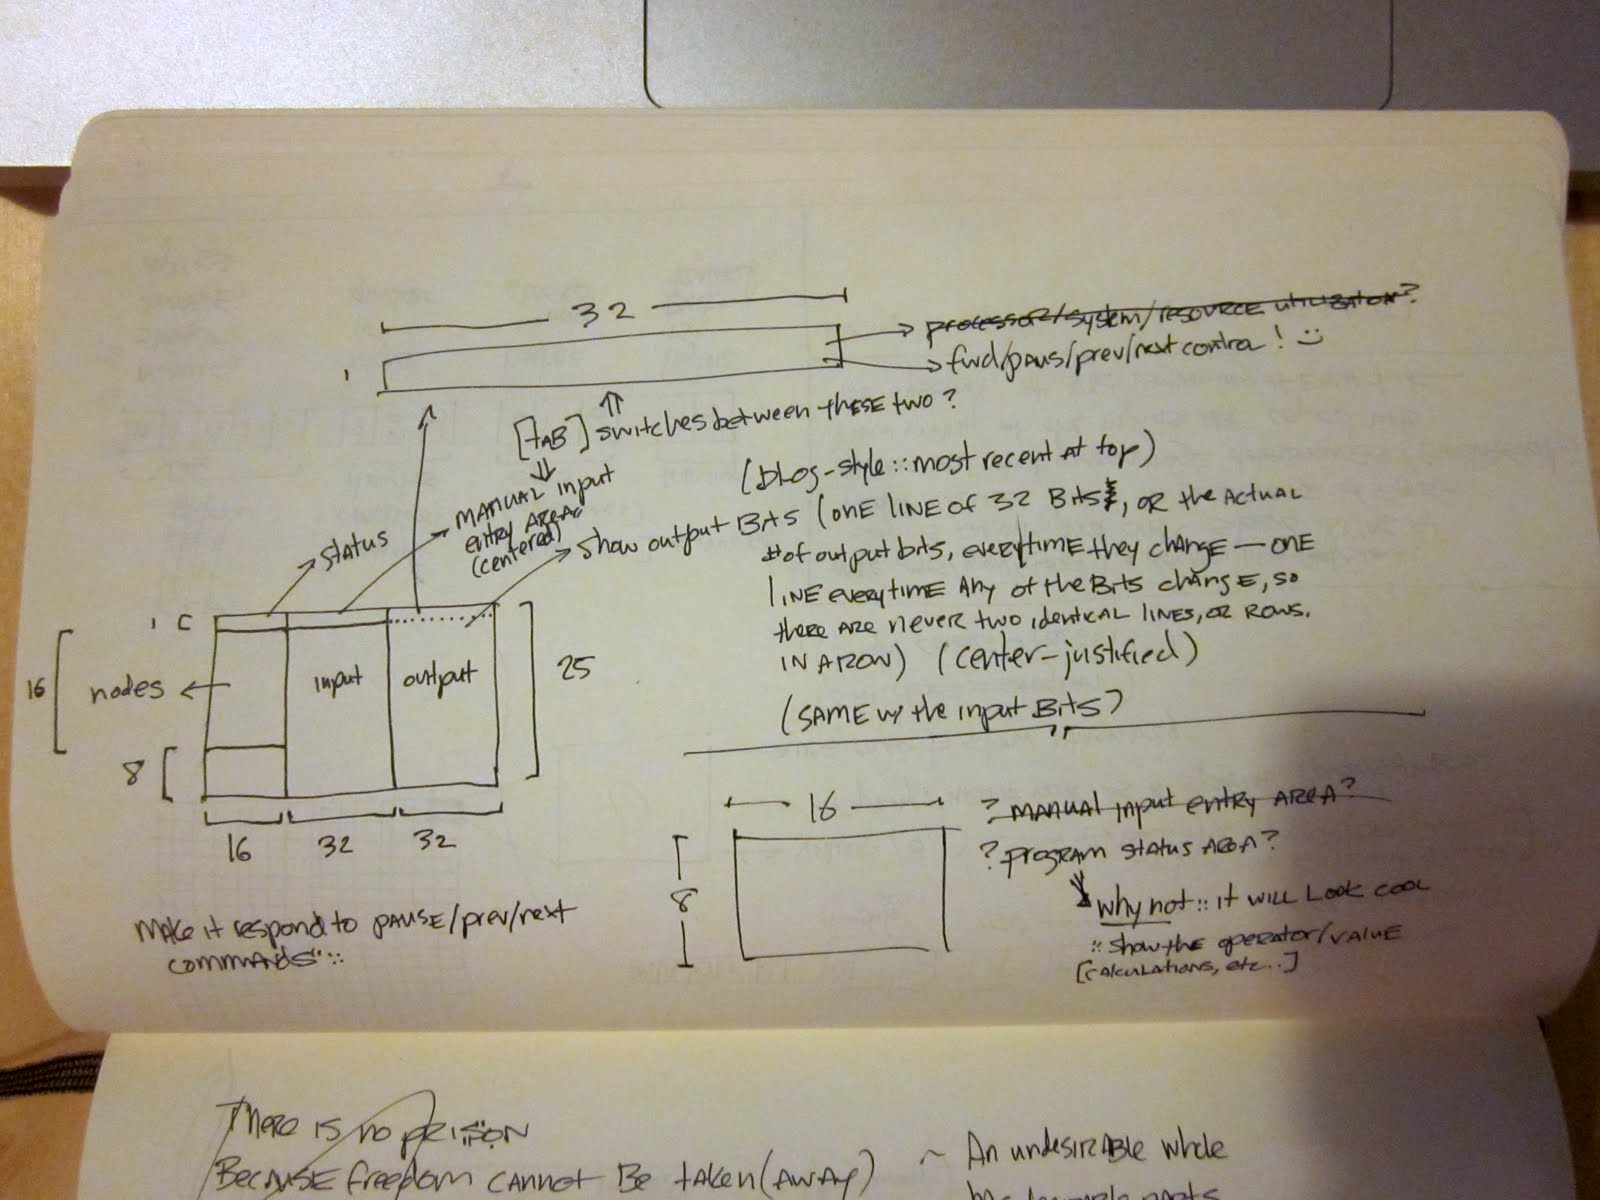 32
processor/system/resource utilization?
1
fwd/paus/prev/next control! :)
[tAB] switches between these two?
MANUAL input
entry AREA
(centered)
(blog-style :: most recent at top)
status
show output Bits (one line of 32 Bits, or the actual
# of output bits, everytime they change — one
line everytime any of the Bits change, so
there are never two identical lines, or rows,
in a row) (center-justified)
(same w/ the input Bits)
1
16
nodes
input
output
25
8
16 32 32
16
8
? MANUAL input entry AREA?
? program status AREA?
why not :: it will look cool
:: show the operator/value
[calculations, etc...]
Make it respond to pause/prev/next
commands ::
There is no prison
Because freedom cannot be taken (away)
~ An undesirable whole